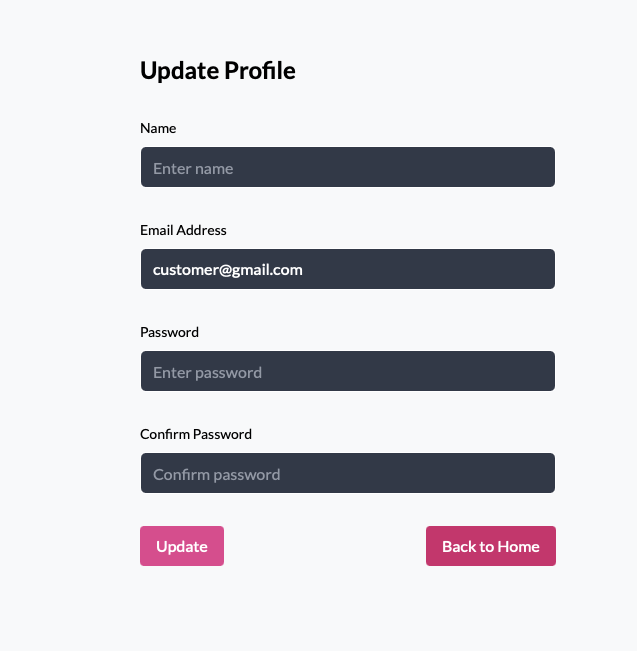 Update Profile
Name
Enter name
Email Address
customer@gmail.com
Password
Enter password
Confirm Password
Confirm password
Update
Back to Home